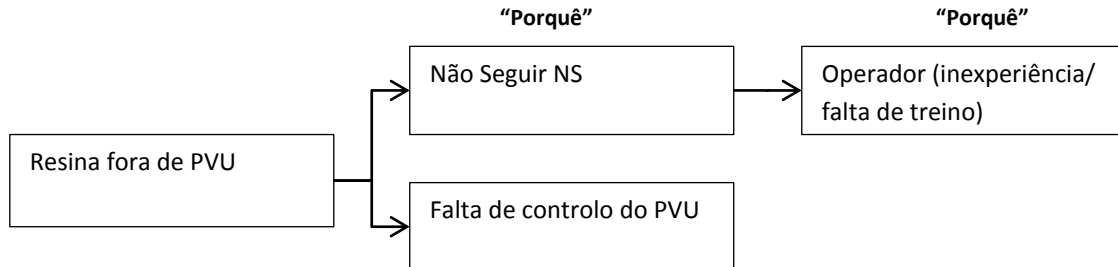 “Porquê”
“Porquê”
Não Seguir NS
Operador (inexperiência/
falta de treino)
Resina fora de PVU
Falta de controlo do PVU